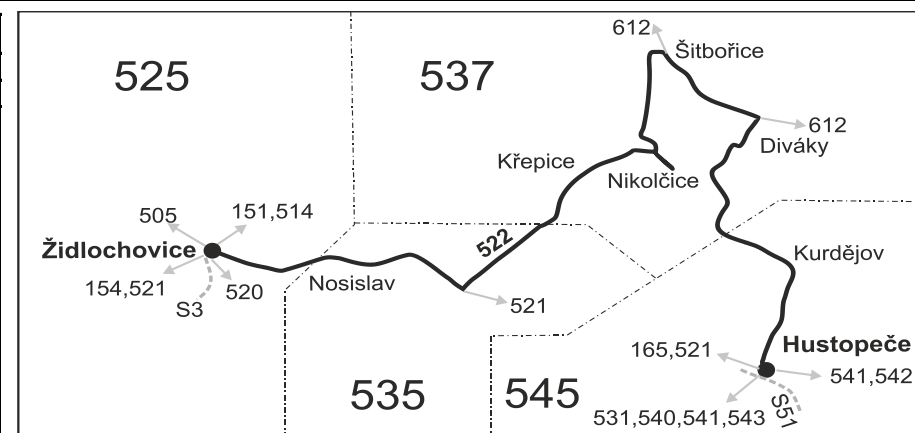 612
Šitbořice
525
537
612
Diváky
Křepice
Nikolčice
505
151,514
522
Židlochovice
Kurdějov
154,521
520
Nosislav
S3
521
Hustopeče
165,521
541,542
535
545
S51
531,540,541,543